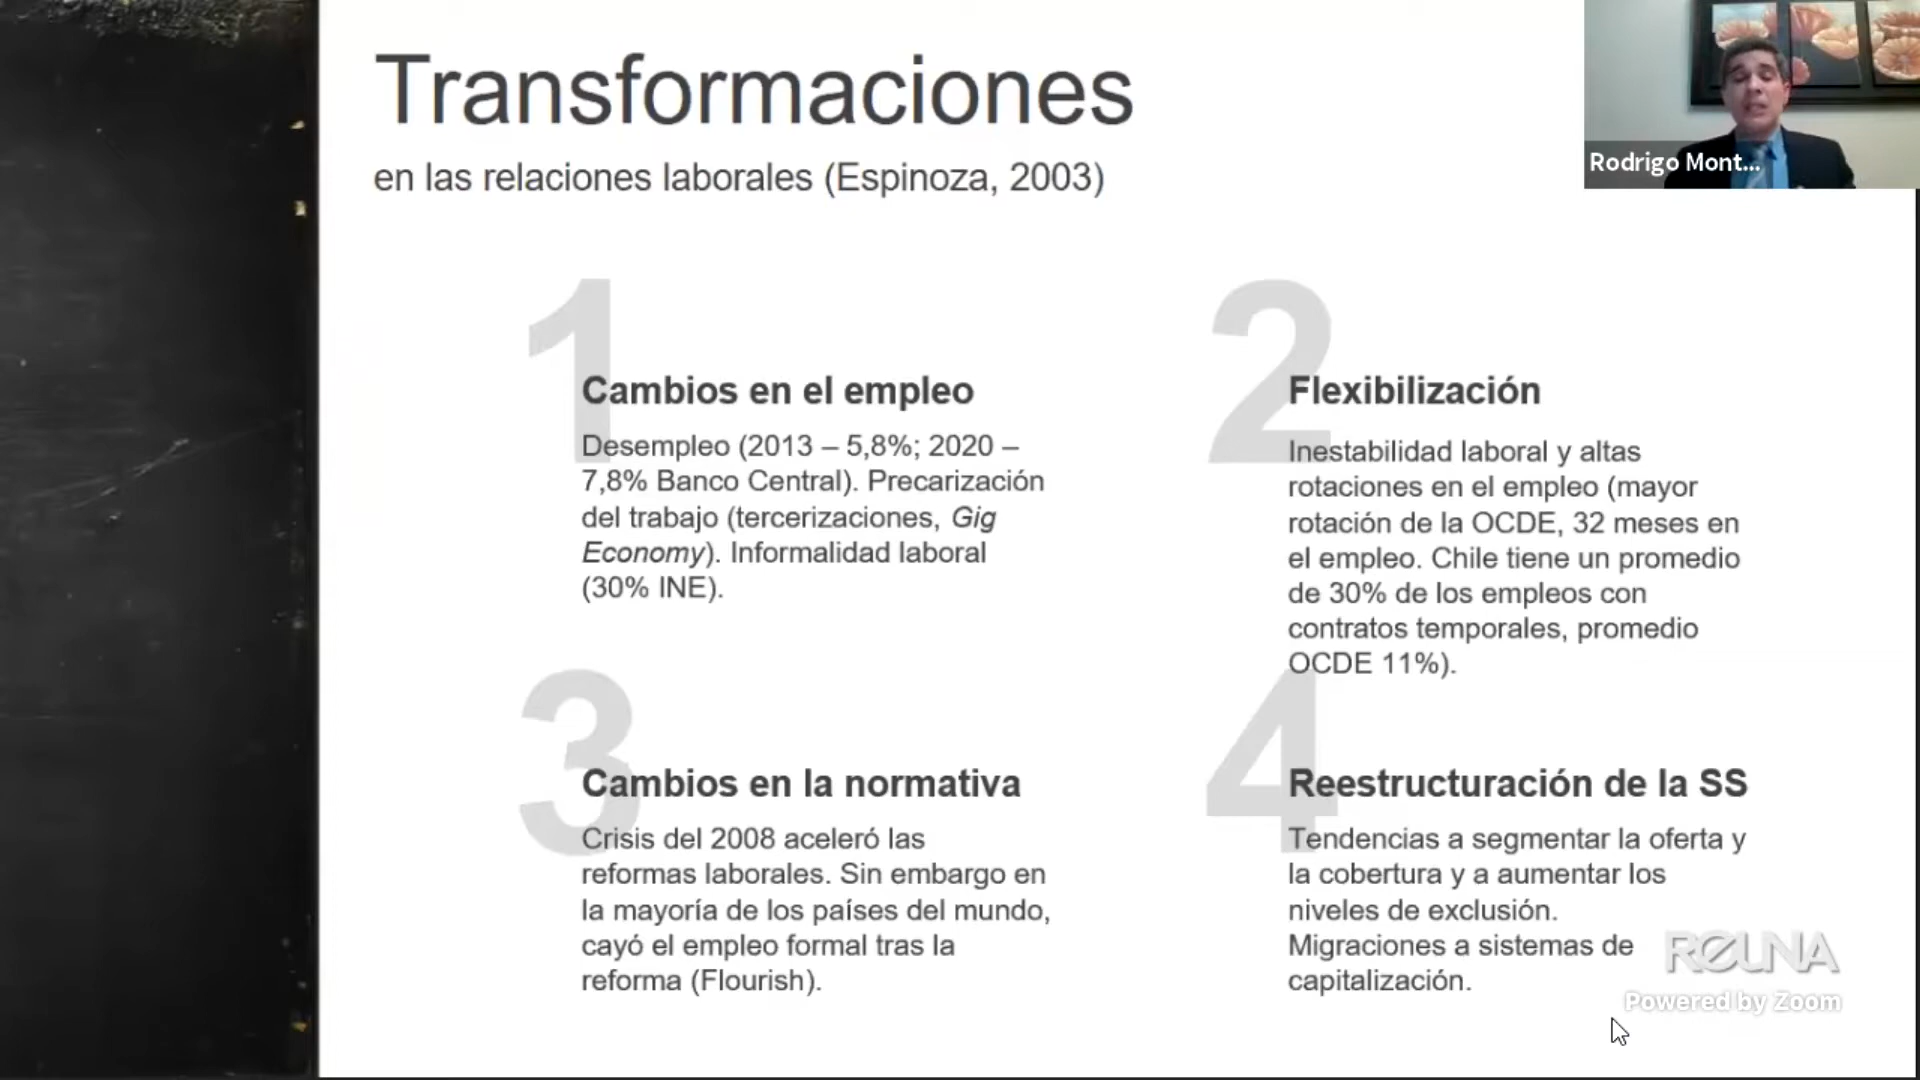 Transformaciones
en las relaciones laborales (Espinoza, 2003)
Rodrigo Mont...
1
Cambios en el empleo
Desempleo (2013 – 5,8%; 2020 –
7,8% Banco Central). Precarización
del trabajo (tercerizaciones, Gig
Economy). Informalidad laboral
(30% INE).
2
Flexibilización
Inestabilidad laboral y altas
rotaciones en el empleo (mayor
rotación de la OCDE, 32 meses en
el empleo. Chile tiene un promedio
de 30% de los empleos con
contratos temporales, promedio
OCDE 11%).
3
Cambios en la normativa
Crisis del 2008 aceleró las
reformas laborales. Sin embargo en
la mayoría de los países del mundo,
cayó el empleo formal tras la
reforma (Flourish).
4
Reestructuración de la SS
Tendencias a segmentar la oferta y
la cobertura y a aumentar los
niveles de exclusión.
Migraciones a sistemas de
capitalización.
REUNA
Powered by Zoom